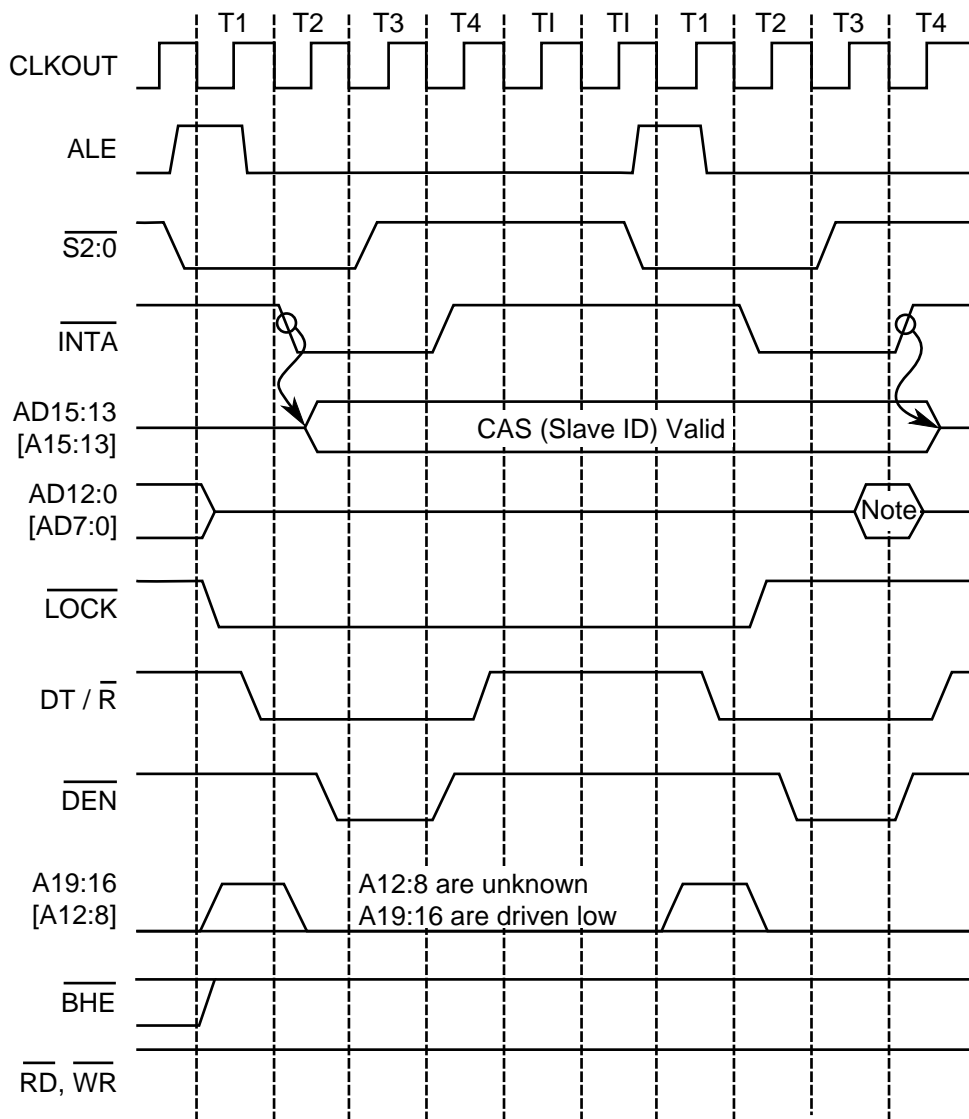 T1 T2 T3 T4 TI TI T1 T2 T3 T4
CLKOUT
ALE
S2:0
INTA
AD15:13
[A15:13]
CAS (Slave ID) Valid
AD12:0
[AD7:0]
Note
LOCK
DT / R
DEN
A19:16
[A12:8]
A12:8 are unknown
A19:16 are driven low
BHE
RD, WR